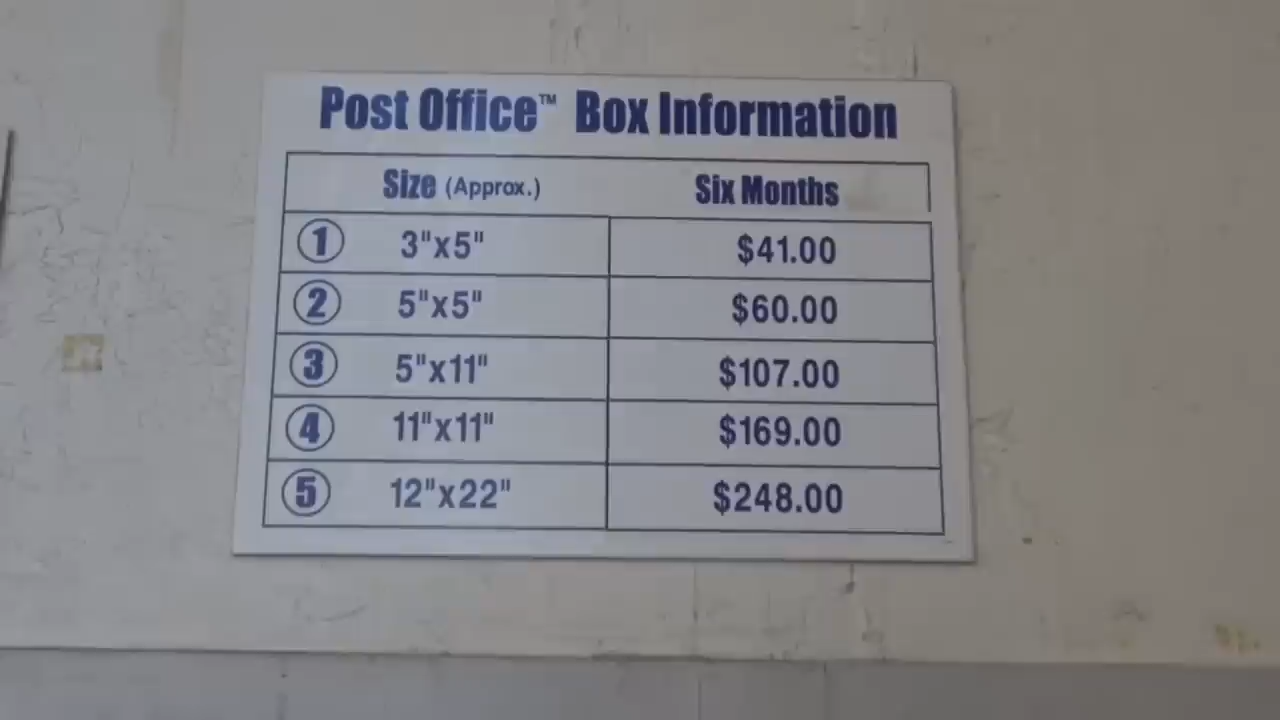 Post Office™ Box Information
Size (Approx.) Six Months
1 3"x5" $41.00
2 5"x5" $60.00
3 5"x11" $107.00
4 11"x11" $169.00
5 12"x22" $248.00